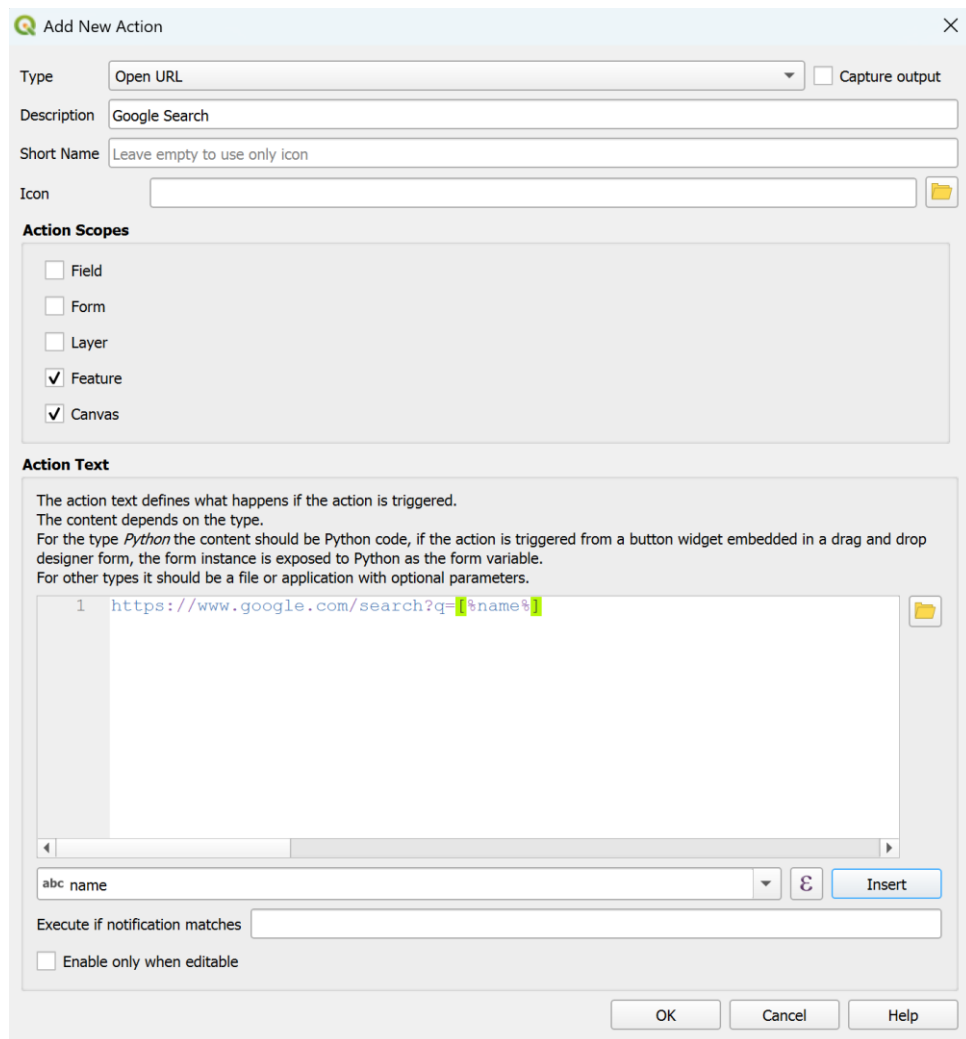 Add New Action
Type Open URL Capture output
Description Google Search
Short Name Leave empty to use only icon
Icon
Action Scopes
Field
Form
Layer
Feature
Canvas
Action Text
The action text defines what happens if the action is triggered.
The content depends on the type.
For the type Python the content should be Python code, if the action is triggered from a button widget embedded in a drag and drop
designer form, the form instance is exposed to Python as the form variable.
For other types it should be a file or application with optional parameters.
1 https://www.google.com/search?q=[%name%]
abc name ε Insert
Execute if notification matches
Enable only when editable
OK Cancel Help